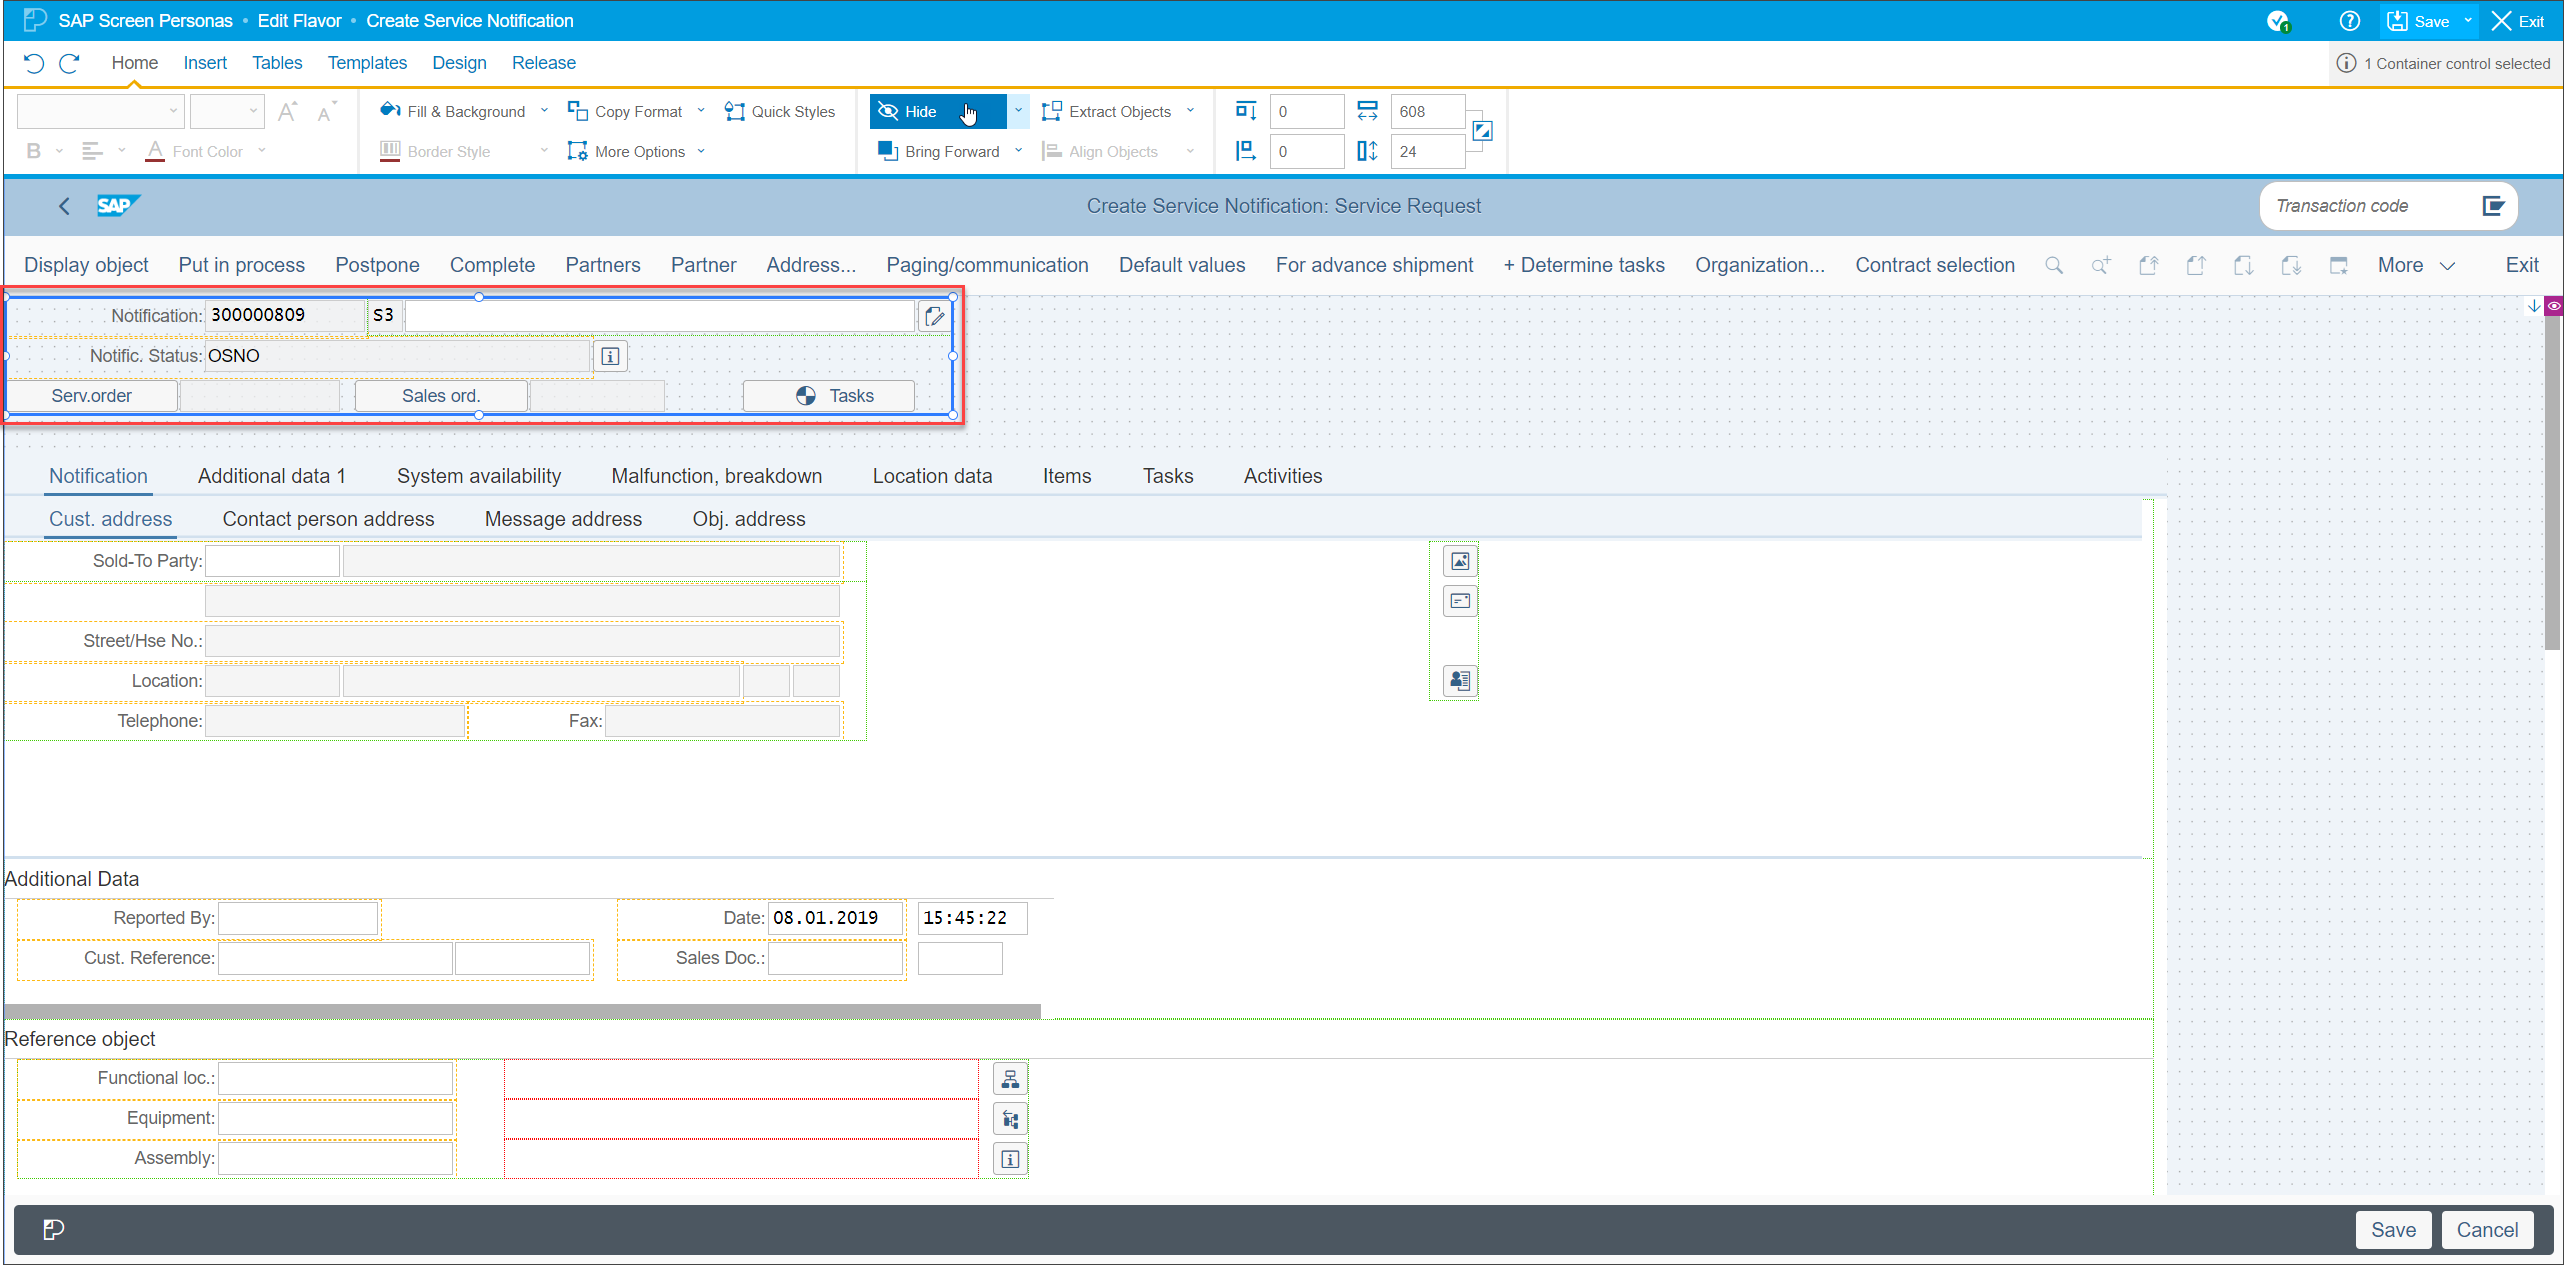 SAP Screen Personas • Edit Flavor • Create Service Notification 1 Save Exit
Home Insert Tables Templates Design Release 1 Container control selected
Fill & Background Copy Format Quick Styles Hide Extract Objects 0 608
B A Font Color Border Style More Options Bring Forward Align Objects 0 24
SAP Create Service Notification: Service Request Transaction code
Display object Put in process Postpone Complete Partners Partner Address... Paging/communication Default values For advance shipment + Determine tasks Organization... Contract selection More Exit
Notification: 300000809 S3
Notific. Status: OSNO
Serv.order Sales ord. Tasks
Notification Additional data 1 System availability Malfunction, breakdown Location data Items Tasks Activities
Cust. address Contact person address Message address Obj. address
Sold-To Party:
Street/Hse No.:
Location:
Telephone: Fax:
Additional Data
Reported By: Date: 08.01.2019 15:45:22
Cust. Reference: Sales Doc.:
Reference object
Functional loc.:
Equipment:
Assembly:
Save Cancel